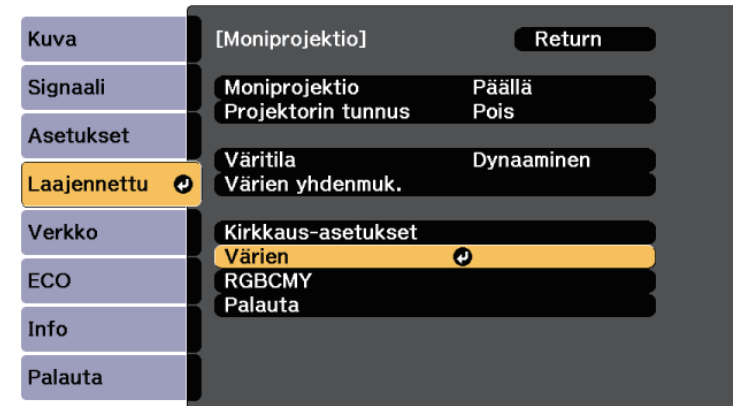 Kuva
Signaali
Asetukset
Laajennettu
Verkko
ECO
Info
Palauta
[Moniprojektio] Return
Moniprojektio Päällä
Projektorin tunnus Pois
Väritila Dynaaminen
Värien yhdenmuk.
Kirkkaus-asetukset
Värien
RGBCMY
Palauta